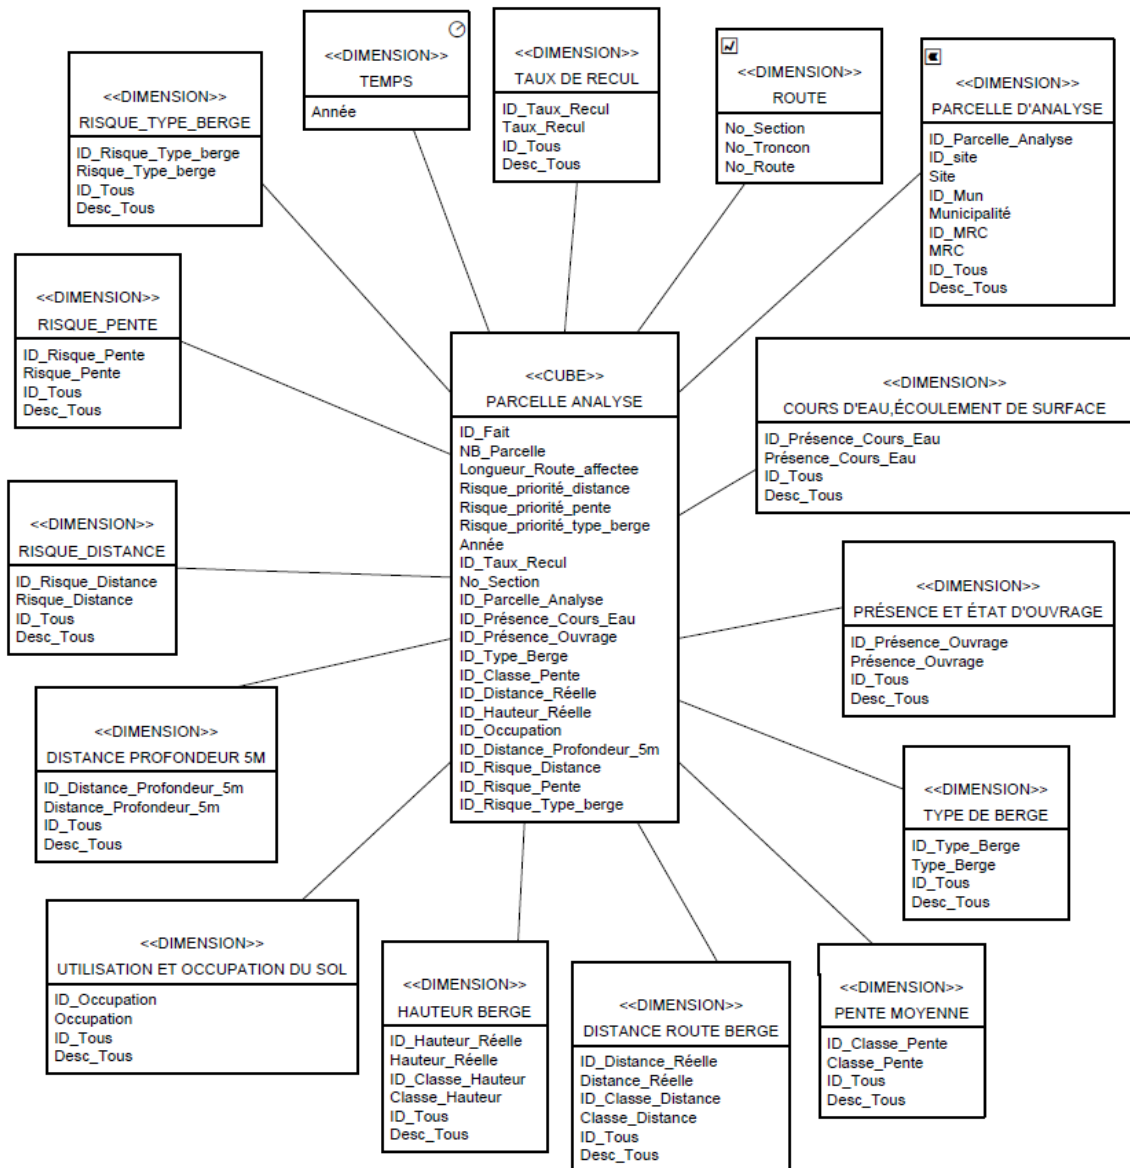 <<DIMENSION>>
RISQUE_TYPE_BERGE
ID_Risque_Type_berge
Risque_Type_berge
ID_Tous
Desc_Tous
<<DIMENSION>>
TEMPS
Année
<<DIMENSION>>
TAUX DE RECUL
ID_Taux_Recul
Taux_Recul
ID_Tous
Desc_Tous
<<DIMENSION>>
ROUTE
No_Section
No_Troncon
No_Route
<<DIMENSION>>
PARCELLE D'ANALYSE
ID_Parcelle_Analyse
ID_site
Site
ID_Mun
Municipalité
ID_MRC
MRC
ID_Tous
Desc_Tous
<<DIMENSION>>
RISQUE_PENTE
ID_Risque_Pente
Risque_Pente
ID_Tous
Desc_Tous
<<CUBE>>
PARCELLE ANALYSE
ID_Fait
NB_Parcelle
Longueur_Route_affectee
Risque_priorité_distance
Risque_priorité_pente
Risque_priorité_type_berge
Année
ID_Taux_Recul
No_Section
ID_Parcelle_Analyse
ID_Présence_Cours_Eau
ID_Présence_Ouvrage
ID_Type_Berge
ID_Classe_Pente
ID_Distance_Réelle
ID_Hauteur_Réelle
ID_Occupation
ID_Distance_Profondeur_5m
ID_Risque_Distance
ID_Risque_Pente
ID_Risque_Type_berge
<<DIMENSION>>
COURS D'EAU,ÉCOULEMENT DE SURFACE
ID_Présence_Cours_Eau
Présence_Cours_Eau
ID_Tous
Desc_Tous
<<DIMENSION>>
RISQUE_DISTANCE
ID_Risque_Distance
Risque_Distance
ID_Tous
Desc_Tous
<<DIMENSION>>
PRÉSENCE ET ÉTAT D'OUVRAGE
ID_Présence_Ouvrage
Présence_Ouvrage
ID_Tous
Desc_Tous
<<DIMENSION>>
DISTANCE PROFONDEUR 5M
ID_Distance_Profondeur_5m
Distance_Profondeur_5m
ID_Tous
Desc_Tous
<<DIMENSION>>
TYPE DE BERGE
ID_Type_Berge
Type_Berge
ID_Tous
Desc_Tous
<<DIMENSION>>
UTILISATION ET OCCUPATION DU SOL
ID_Occupation
Occupation
ID_Tous
Desc_Tous
<<DIMENSION>>
HAUTEUR BERGE
ID_Hauteur_Réelle
Hauteur_Réelle
ID_Classe_Hauteur
Classe_Hauteur
ID_Tous
Desc_Tous
<<DIMENSION>>
DISTANCE ROUTE BERGE
ID_Distance_Réelle
Distance_Réelle
ID_Classe_Distance
Classe_Distance
ID_Tous
Desc_Tous
<<DIMENSION>>
PENTE MOYENNE
ID_Classe_Pente
Classe_Pente
ID_Tous
Desc_Tous